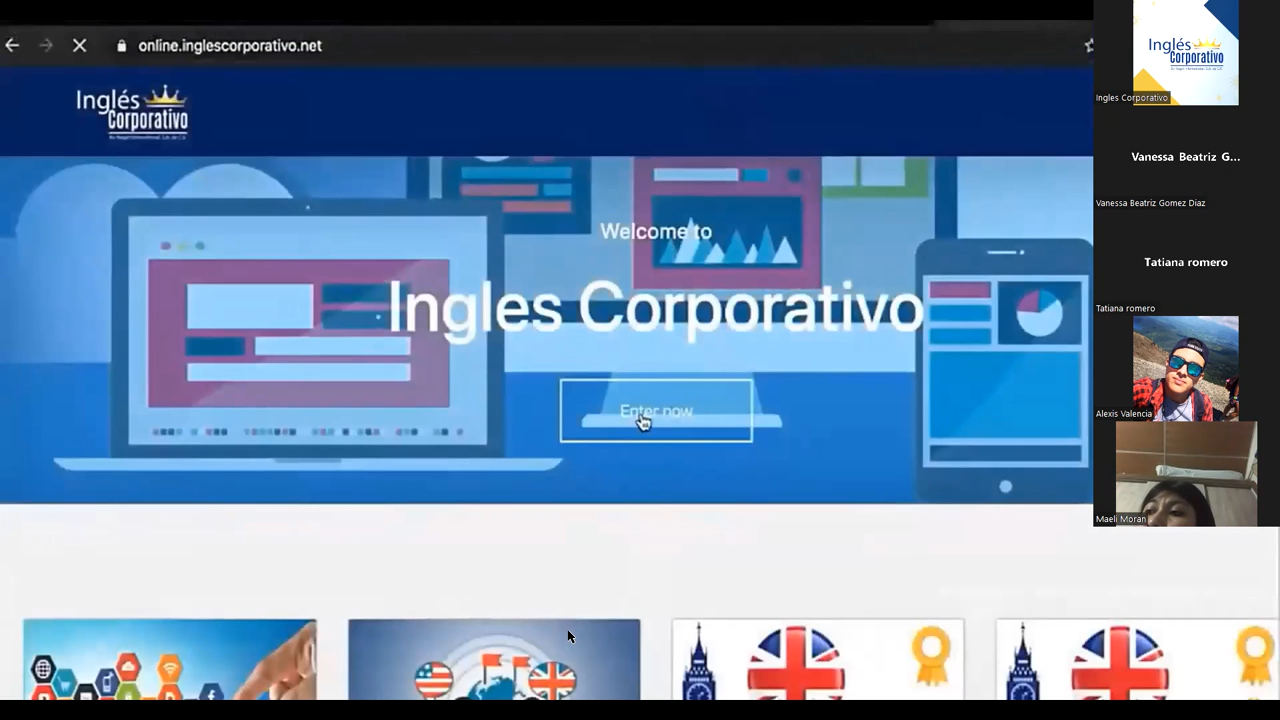 online.inglescorporativo.net
Inglés
Corporativo
Welcome to
Ingles Corporativo
Enter now
Inglés
Corporativo
Ingles Corporativo
Vanessa Beatriz G...
Vanessa Beatriz Gomez Diaz
Tatiana romero
Tatiana romero
Alexis Valencia
Maeli Moran